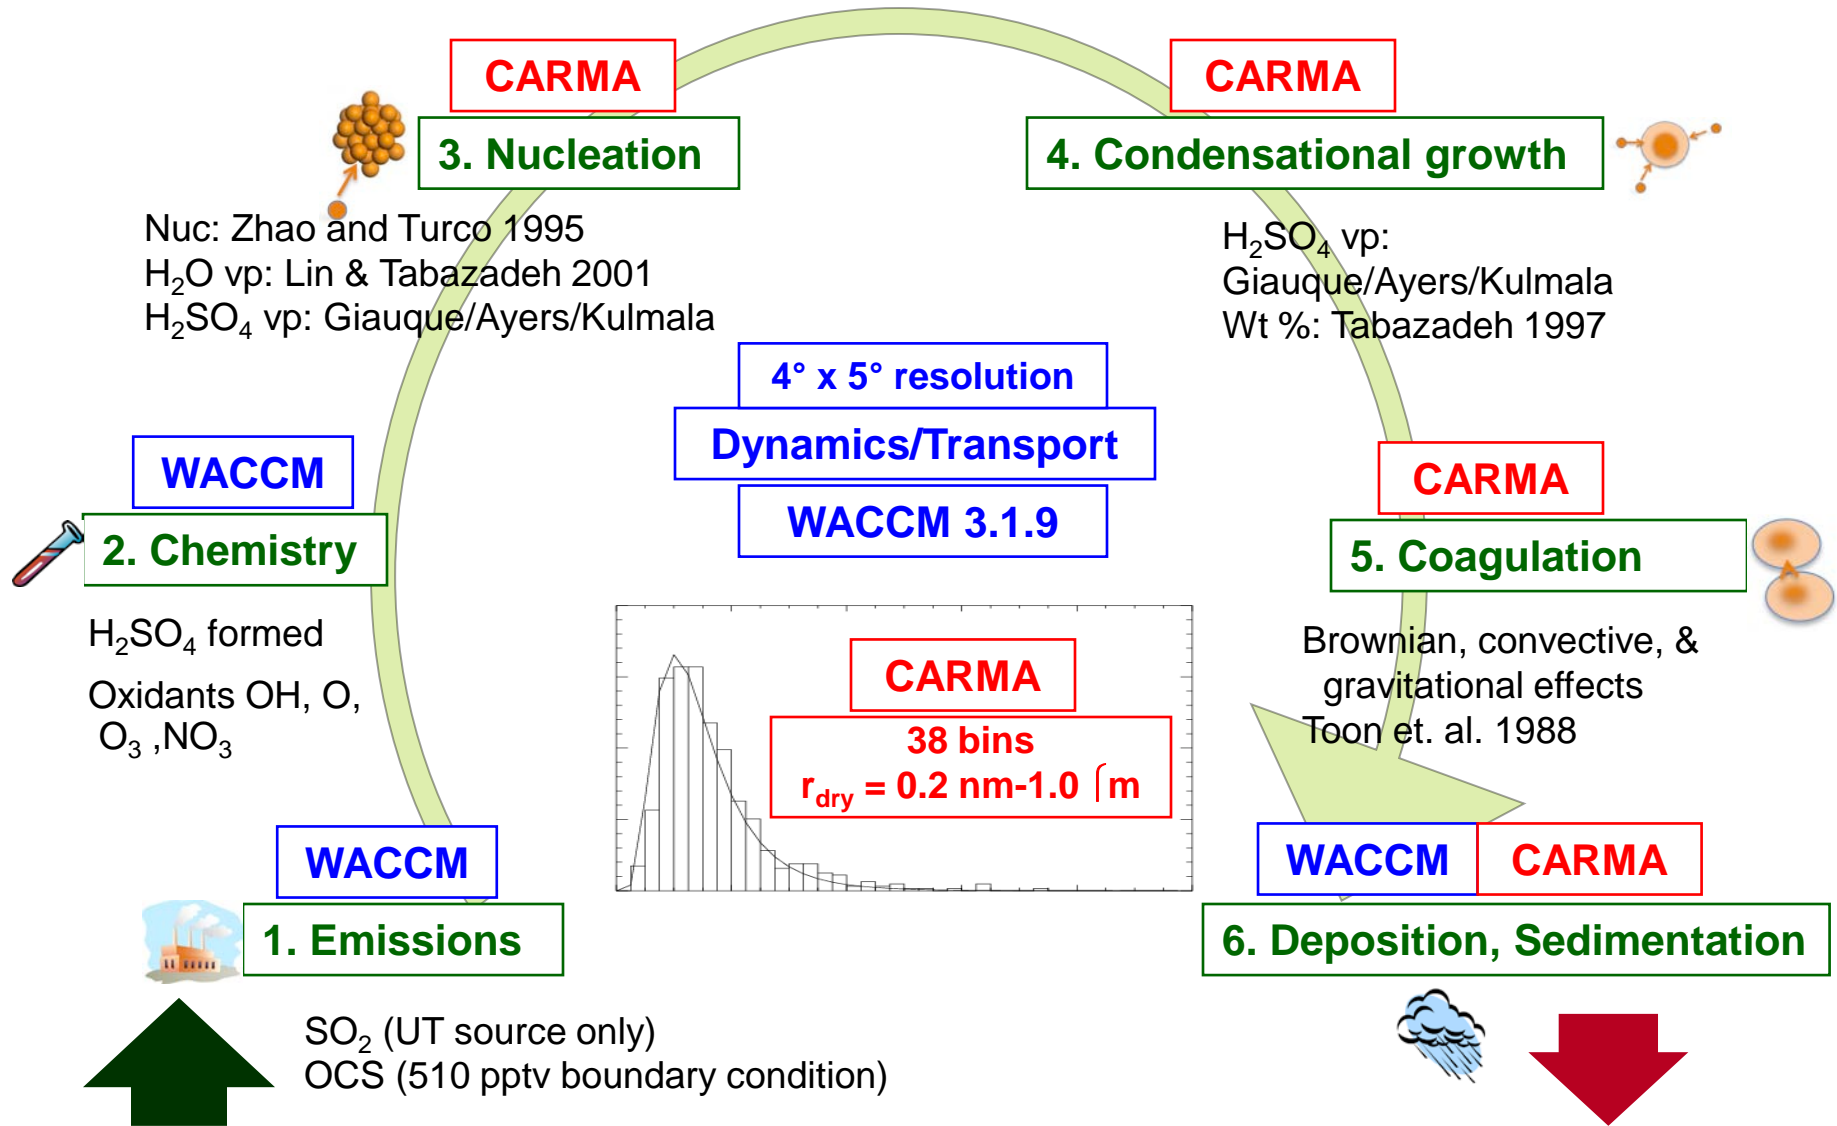 CARMA
3. Nucleation
Nuc: Zhao and Turco 1995
H₂O vp: Lin & Tabazadeh 2001
H₂SO₄ vp: Giauque/Ayers/Kulmala
CARMA
4. Condensational growth
H₂SO₄ vp:
Giauque/Ayers/Kulmala
Wt %: Tabazadeh 1997
4° x 5° resolution
Dynamics/Transport
WACCM 3.1.9
WACCM
2. Chemistry
H₂SO₄ formed
Oxidants OH, O,
O₃ ,NO₃
CARMA
5. Coagulation
Brownian, convective, &
gravitational effects
Toon et. al. 1988
CARMA
38 bins
r_dry = 0.2 nm-1.0 ⌠m
WACCM
1. Emissions
SO₂ (UT source only)
OCS (510 pptv boundary condition)
WACCM CARMA
6. Deposition, Sedimentation